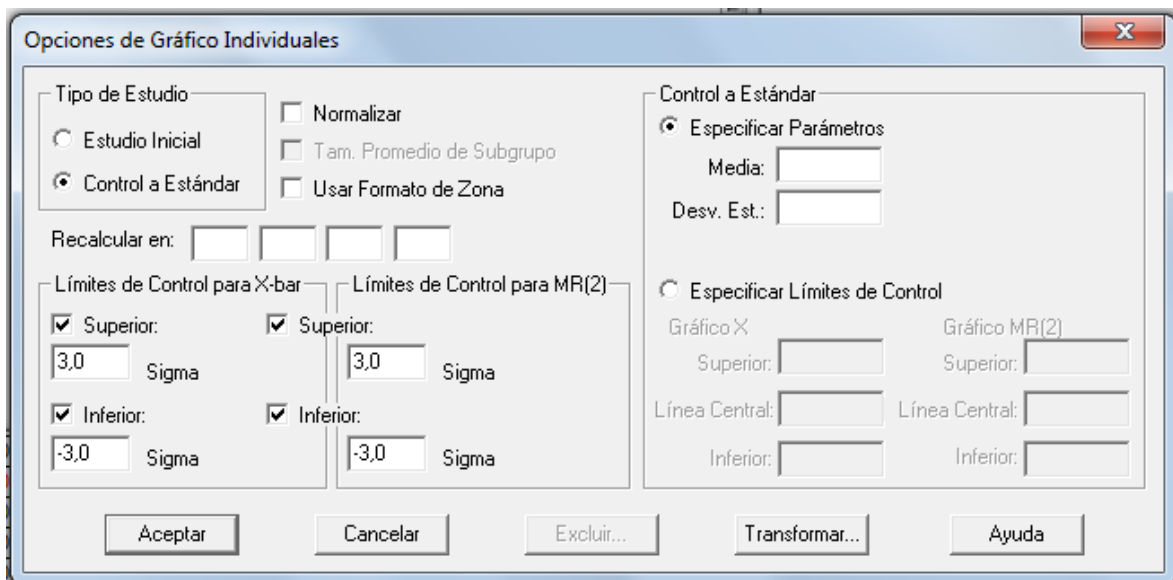 Opciones de Gráfico Individuales
Tipo de Estudio
Estudio Inicial
Control a Estándar
Normalizar
Tam. Promedio de Subgrupo
Usar Formato de Zona
Recalcular en:
Límites de Control para X-bar
Superior:
3,0 Sigma
Inferior:
-3,0 Sigma
Límites de Control para MR(2)
Superior:
3,0 Sigma
Inferior:
-3,0 Sigma
Control a Estándar
Especificar Parámetros
Media:
Desv. Est.:
Especificar Límites de Control
Gráfico X
Superior:
Línea Central:
Inferior:
Gráfico MR(2)
Superior:
Línea Central:
Inferior:
Aceptar
Cancelar
Excluir...
Transformar...
Ayuda